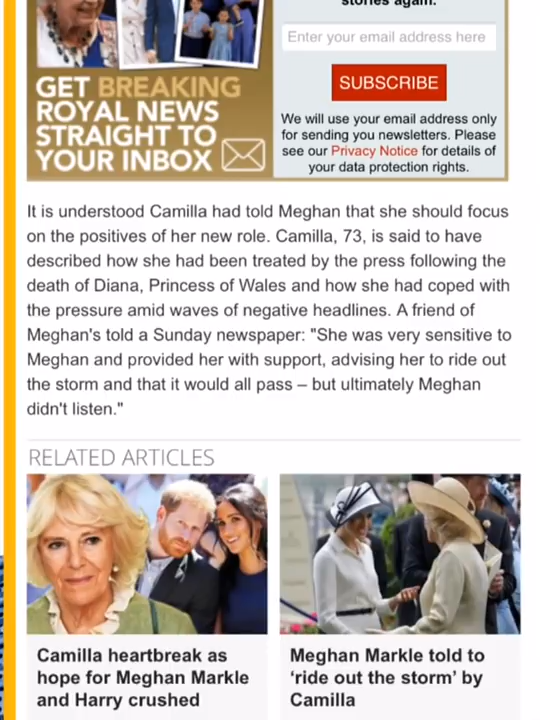 stories again.
Enter your email address here
SUBSCRIBE
GET BREAKING
ROYAL NEWS
STRAIGHT TO
YOUR INBOX
We will use your email address only
for sending you newsletters. Please
see our Privacy Notice for details of
your data protection rights.
It is understood Camilla had told Meghan that she should focus
on the positives of her new role. Camilla, 73, is said to have
described how she had been treated by the press following the
death of Diana, Princess of Wales and how she had coped with
the pressure amid waves of negative headlines. A friend of
Meghan's told a Sunday newspaper: "She was very sensitive to
Meghan and provided her with support, advising her to ride out
the storm and that it would all pass – but ultimately Meghan
didn't listen."
RELATED ARTICLES
Camilla heartbreak as
hope for Meghan Markle
and Harry crushed
Meghan Markle told to
‘ride out the storm’ by
Camilla